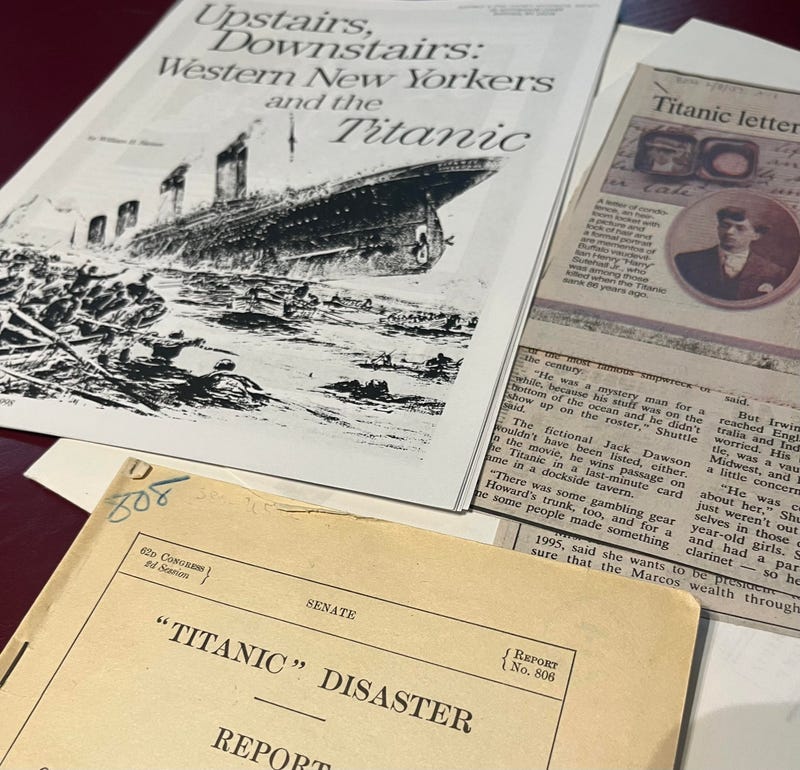 Upstairs,
Downstairs:
Western New Yorkers
and the
Titanic
Titanic letter
A letter of condo-
lence, an heir-
loom locket with
a picture and
lock of hair and
a formal portrait
are mementos of
Buffalo vaudevil-
lian Henry "Harry"
Sutehall Jr., who
was among those
killed when the Titanic
sank 86 years ago.
in the most famous shipwreck of
the century.
"He was a mystery man for a
while, because his stuff was on the
bottom of the ocean and he didn't
show up on the roster," Shuttle
said.
The fictional Jack Dawson
wouldn't have been listed, either.
In the movie, he wins passage on
the Titanic in a last-minute card
game in a dockside tavern.
"There was some gambling gear
Howard's trunk, too, and for a
some people made something
said.
But Irwin
reached Engl
tralia and Ind
worried. His
tle, was a vau
Midwest, and
a little concern
"He was c
about her," Shu
just weren't out
selves in those
year-old girls. S
and had a par
clarinet — so he
1995, said she wants to be president
sure that the Marcos wealth through
808
62D CONGRESS
2d Session
SENATE
REPORT
No. 806
"TITANIC" DISASTER
REPORT